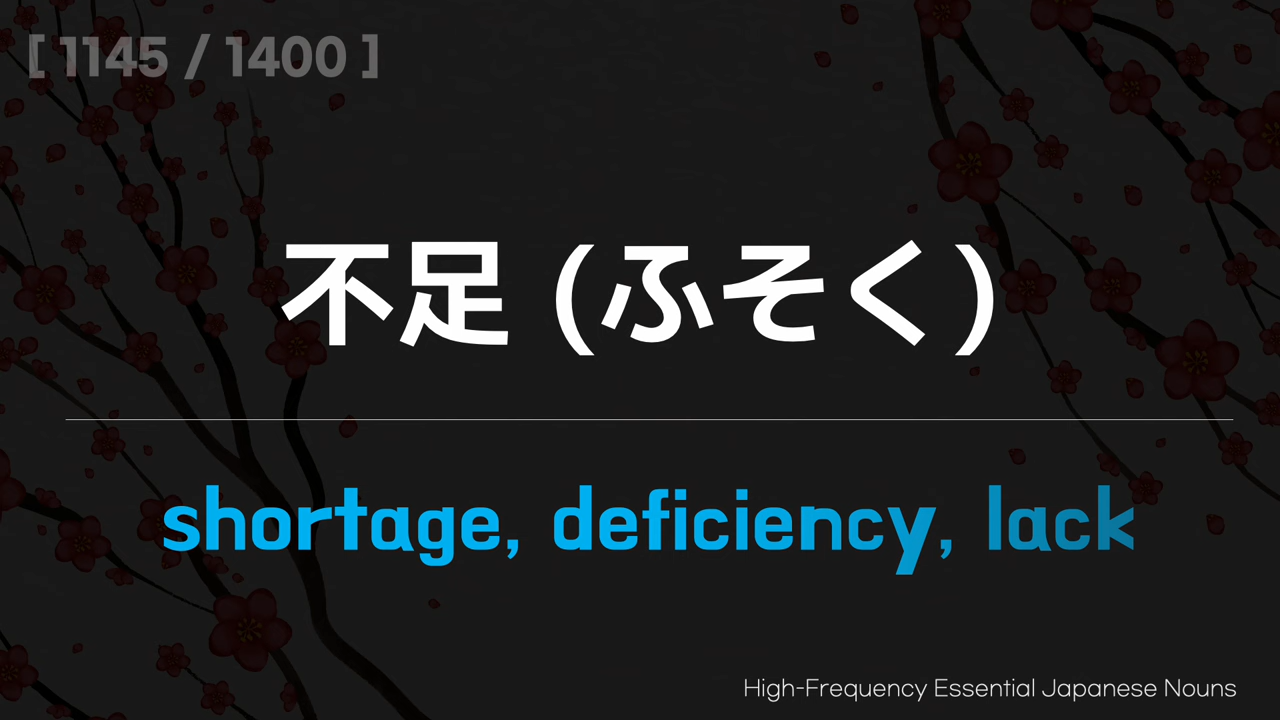 [ 1145 / 1400 ]
不足 (ふそく)
shortage, deficiency, lack
High-Frequency Essential Japanese Nouns